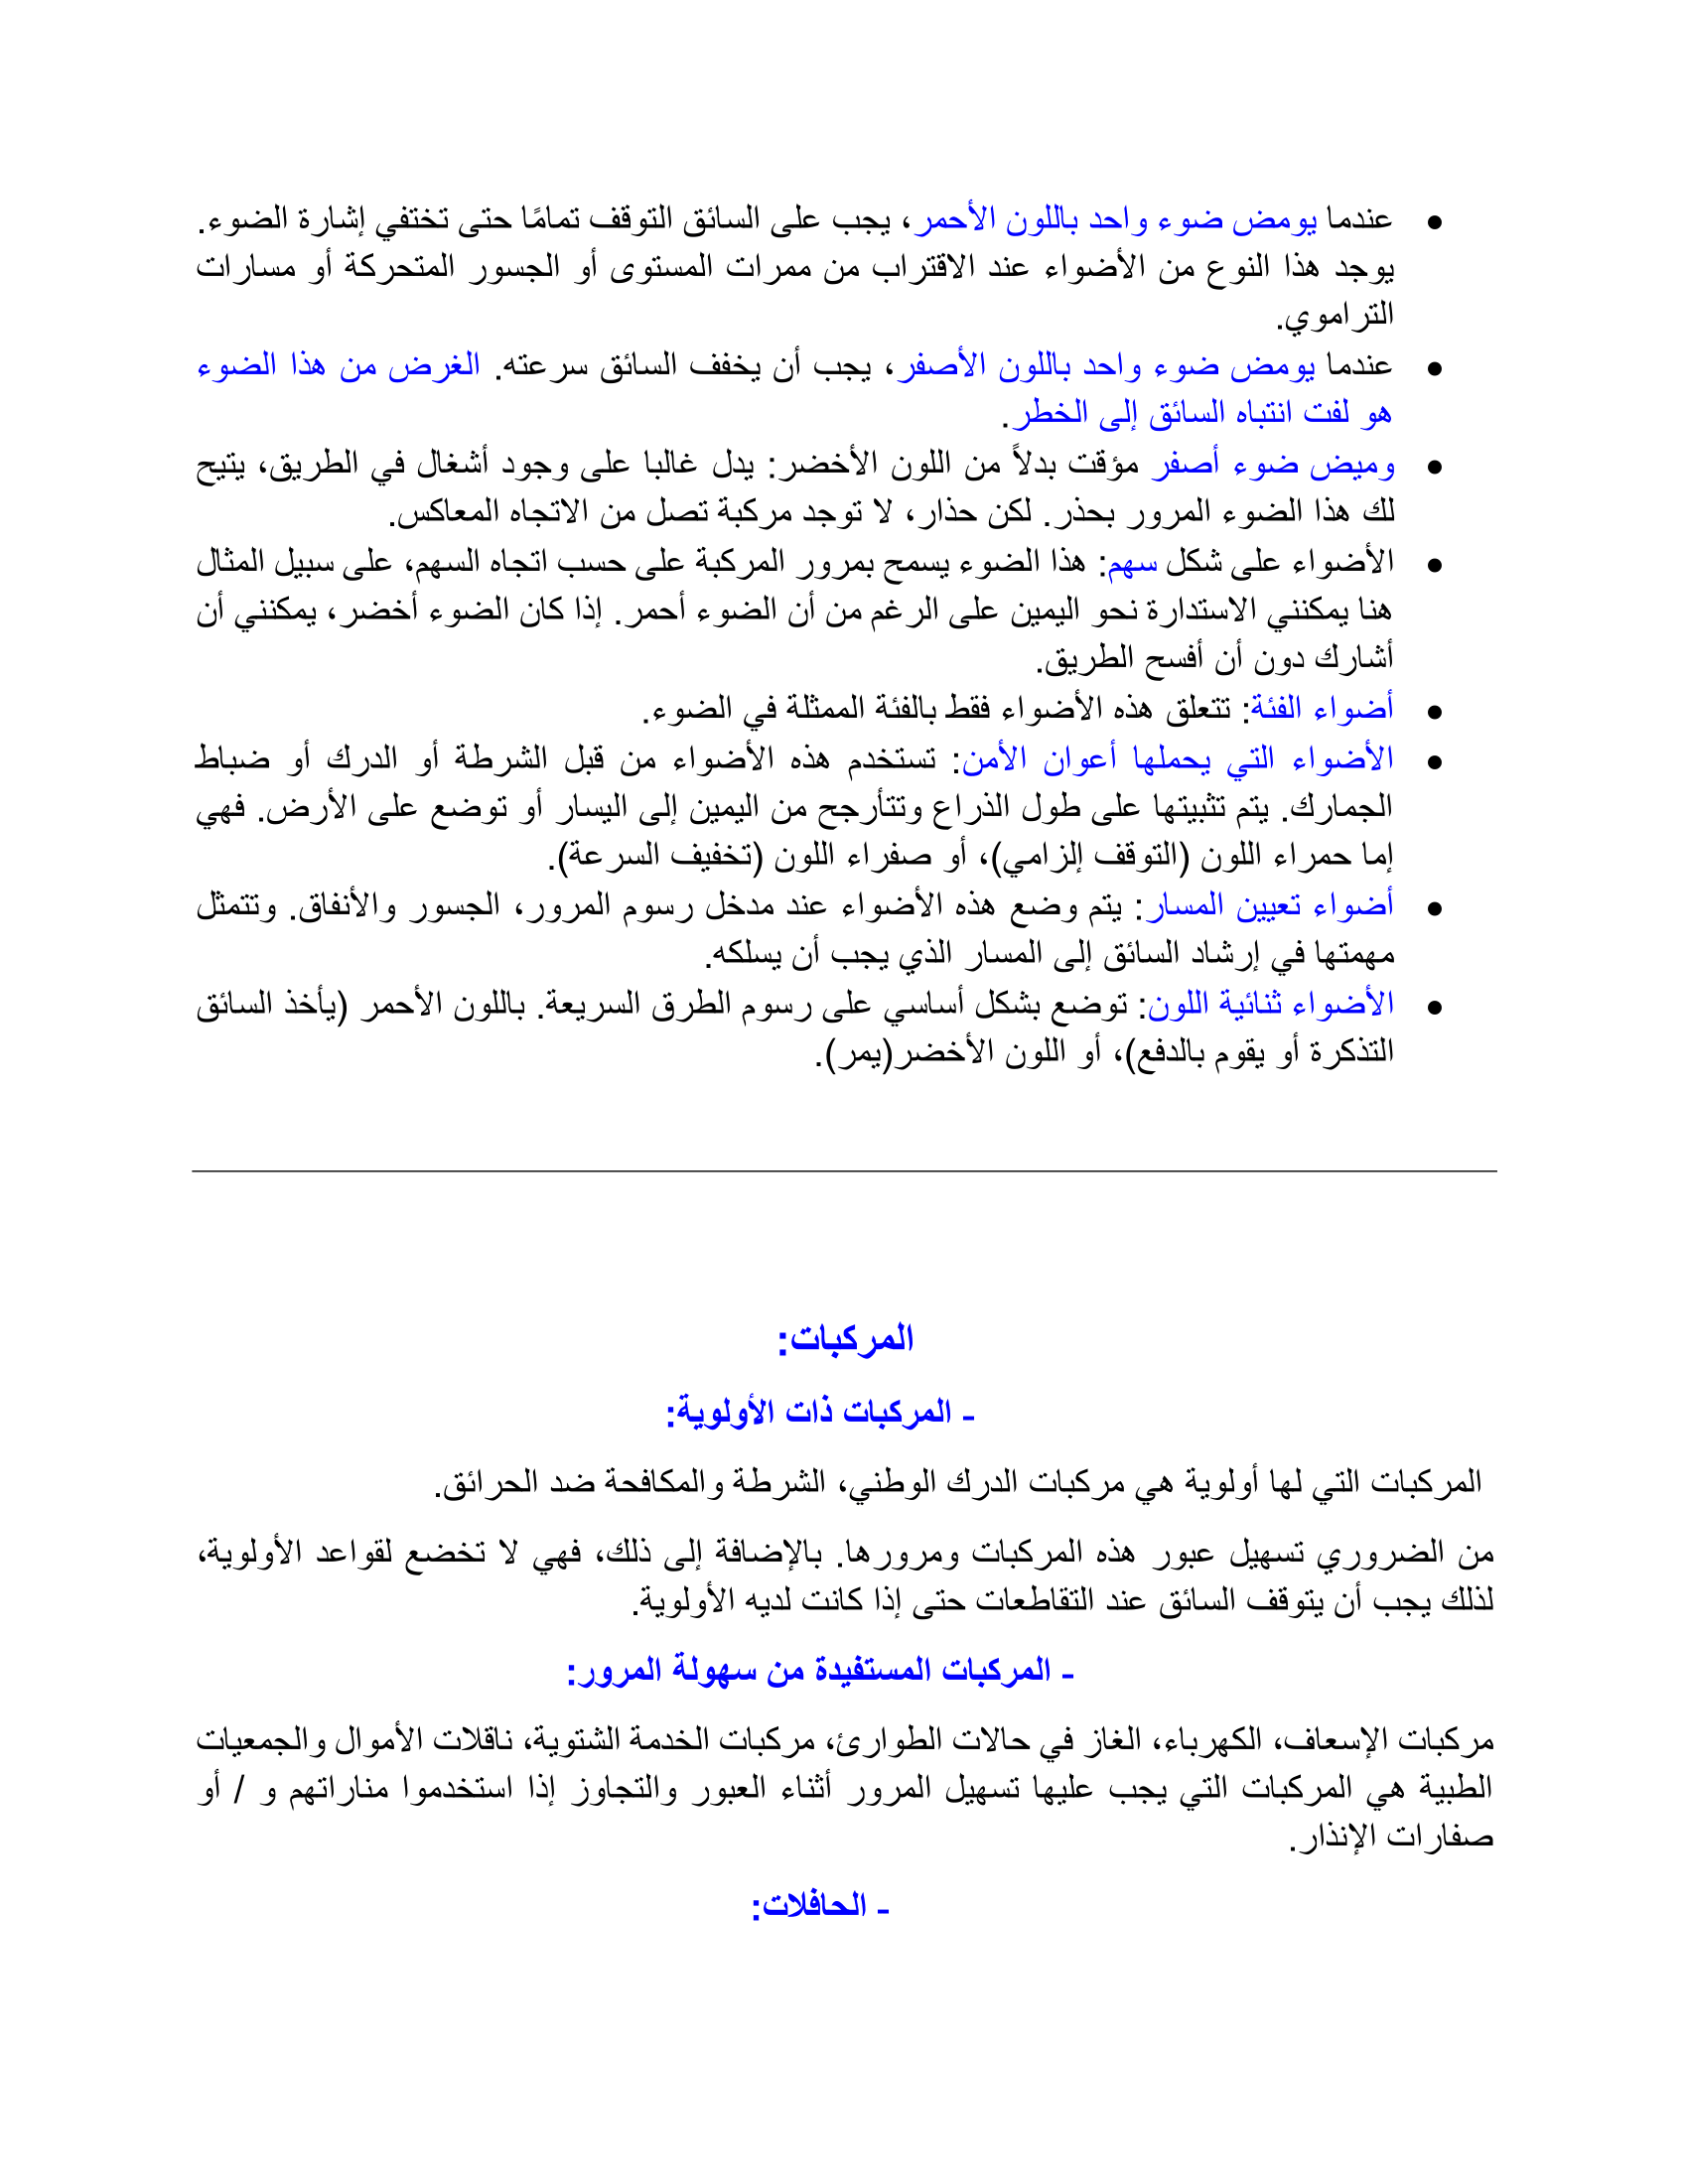 • عندما يومض ضوء واحد باللون الأحمر، يجب على السائق التوقف تمامًا حتى تختفي إشارة الضوء.
يوجد هذا النوع من الأضواء عند الاقتراب من ممرات المستوى أو الجسور المتحركة أو مسارات
التراموي.
• عندما يومض ضوء واحد باللون الأصفر، يجب أن يخفف السائق سرعته. الغرض من هذا الضوء
هو لفت انتباه السائق إلى الخطر.
• وميض ضوء أصفر مؤقت بدلاً من اللون الأخضر: يدل غالبا على وجود أشغال في الطريق، يتيح
لك هذا الضوء المرور بحذر. لكن حذار، لا توجد مركبة تصل من الاتجاه المعاكس.
• الأضواء على شكل سهم: هذا الضوء يسمح بمرور المركبة على حسب اتجاه السهم، على سبيل المثال
هنا يمكنني الاستدارة نحو اليمين على الرغم من أن الضوء أحمر. إذا كان الضوء أخضر، يمكنني أن
أشارك دون أن أفسح الطريق.
• أضواء الفئة: تتعلق هذه الأضواء فقط بالفئة الممثلة في الضوء.
• الأضواء التي يحملها أعوان الأمن: تستخدم هذه الأضواء من قبل الشرطة أو الدرك أو ضباط
الجمارك. يتم تثبيتها على طول الذراع وتتأرجح من اليمين إلى اليسار أو توضع على الأرض. فهي
إما حمراء اللون (التوقف إلزامي)، أو صفراء اللون (تخفيف السرعة).
• أضواء تعيين المسار: يتم وضع هذه الأضواء عند مدخل رسوم المرور، الجسور والأنفاق. وتتمثل
مهمتها في إرشاد السائق إلى المسار الذي يجب أن يسلكه.
• الأضواء ثنائية اللون: توضع بشكل أساسي على رسوم الطرق السريعة. باللون الأحمر (يأخذ السائق
التذكرة أو يقوم بالدفع)، أو اللون الأخضر(يمر).
المركبات:
- المركبات ذات الأولوية:
المركبات التي لها أولوية هي مركبات الدرك الوطني، الشرطة والمكافحة ضد الحرائق.
من الضروري تسهيل عبور هذه المركبات ومرورها. بالإضافة إلى ذلك، فهي لا تخضع لقواعد الأولوية،
لذلك يجب أن يتوقف السائق عند التقاطعات حتى إذا كانت لديه الأولوية.
- المركبات المستفيدة من سهولة المرور:
مركبات الإسعاف، الكهرباء، الغاز في حالات الطوارئ، مركبات الخدمة الشتوية، ناقلات الأموال والجمعيات
الطبية هي المركبات التي يجب عليها تسهيل المرور أثناء العبور والتجاوز إذا استخدموا مناراتهم و / أو
صفارات الإنذار.
- الحافلات: